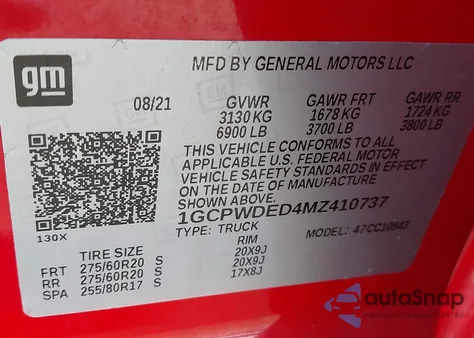 gm
MFD BY GENERAL MOTORS LLC
08/21 GVWR GAWR FRT GAWR RR
3130 KG 1678 KG 1724 KG
6900 LB 3700 LB 3800 LB
THIS VEHICLE CONFORMS TO ALL
APPLICABLE U.S. FEDERAL MOTOR
VEHICLE SAFETY STANDARDS IN EFFECT
ON THE DATE OF MANUFACTURE
SHOWN ABOVE.
1GCPWDED4MZ410737
130X
TYPE: TRUCK MODEL: 47CC10543
TIRE SIZE RIM
FRT 275/60R20 S 20X9J
RR 275/60R20 S 20X9J
SPA 255/80R17 S 17X8J
autoSnap